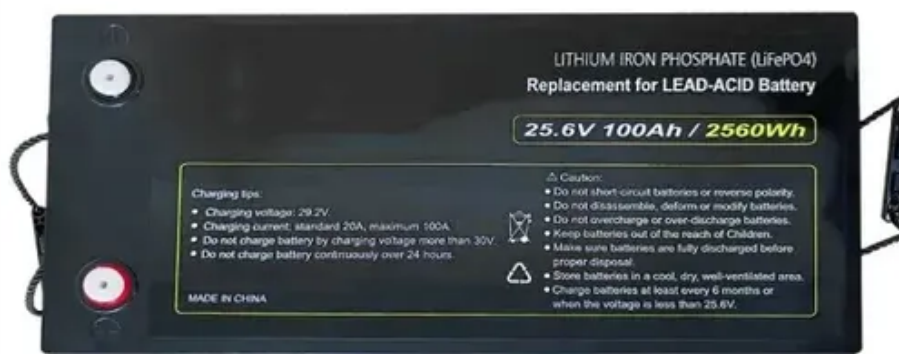 LITHIUM IRON PHOSPHATE (LiFePO4)
Replacement for LEAD-ACID Battery
25.6V 100Ah / 2560Wh
Charging tips:
• Charging voltage: 29.2V.
• Charging current: standard 20A, maximum 100A.
• Do not charge battery by charging voltage more than 30V.
• Do not charge battery continuously over 24 hours.
MADE IN CHINA
⚠ Caution:
• Do not short-circuit batteries or reverse polarity.
• Do not disassemble, deform or modify batteries.
• Do not overcharge or over-discharge batteries.
• Keep batteries out of the reach of Children.
• Make sure batteries are fully discharged before
proper disposal.
• Store batteries in a cool, dry, well-ventilated area.
• Charge batteries at least every 6 months or
when the voltage is less than 25.6V.